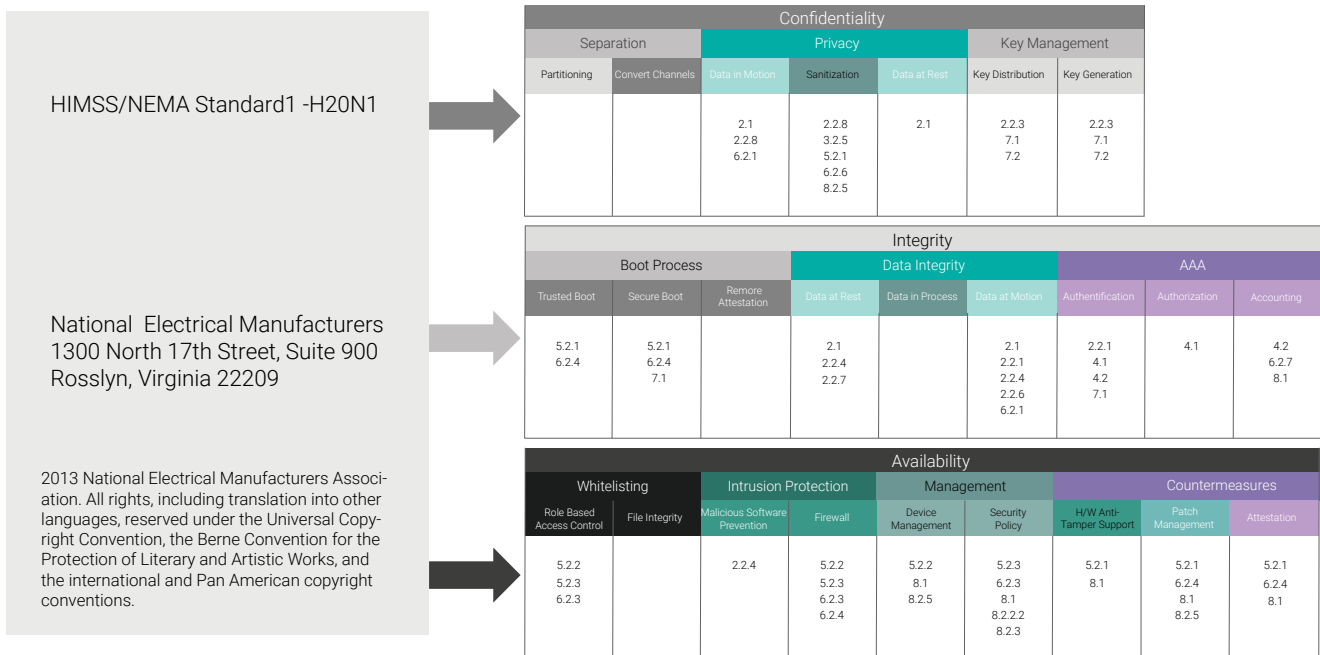 HIMSS/NEMA Standard1 -H20N1
National  Electrical Manufacturers
1300 North 17th Street, Suite 900
Rosslyn, Virginia 22209
2013 National Electrical Manufacturers Associ-
ation. All rights, including translation into other
languages, reserved under the Universal Copy-
right Convention, the Berne Convention for the
Protection of Literary and Artistic Works, and
the international and Pan American copyright
conventions.
Confidentiality
Separation Privacy Key Management
Partitioning Convert Channels Data in Motion Sanitization Data at Rest Key Distribution Key Generation
2.1 2.2.8 2.1 2.2.3 2.2.3
2.2.8 3.2.5 7.1 7.1
6.2.1 5.2.1 7.2 7.2
6.2.6
8.2.5
Integrity
Boot Process Data Integrity AAA
Trusted Boot Secure Boot Remore Attestation Data at Rest Data in Process Data at Motion Authentification Authorization Accounting
5.2.1 5.2.1 2.1 2.1 2.2.1 4.1 4.2
6.2.4 6.2.4 2.2.4 2.2.1 4.1 6.2.7
7.1 2.2.7 2.2.4 4.2 8.1
2.2.6 7.1
6.2.1
Availability
Whitelisting Intrusion Protection Management Countermeasures
Role Based Access Control File Integrity Malicious Software Prevention Firewall Device Management Security Policy H/W Anti-Tamper Support Patch Management Attestation
5.2.2 2.2.4 5.2.2 5.2.2 5.2.3 5.2.1 5.2.1 5.2.1
5.2.3 5.2.3 8.1 6.2.3 8.1 6.2.4 6.2.4
6.2.3 6.2.3 8.2.5 8.1 8.1 8.1
6.2.4 8.2.2.2 8.2.5
8.2.3